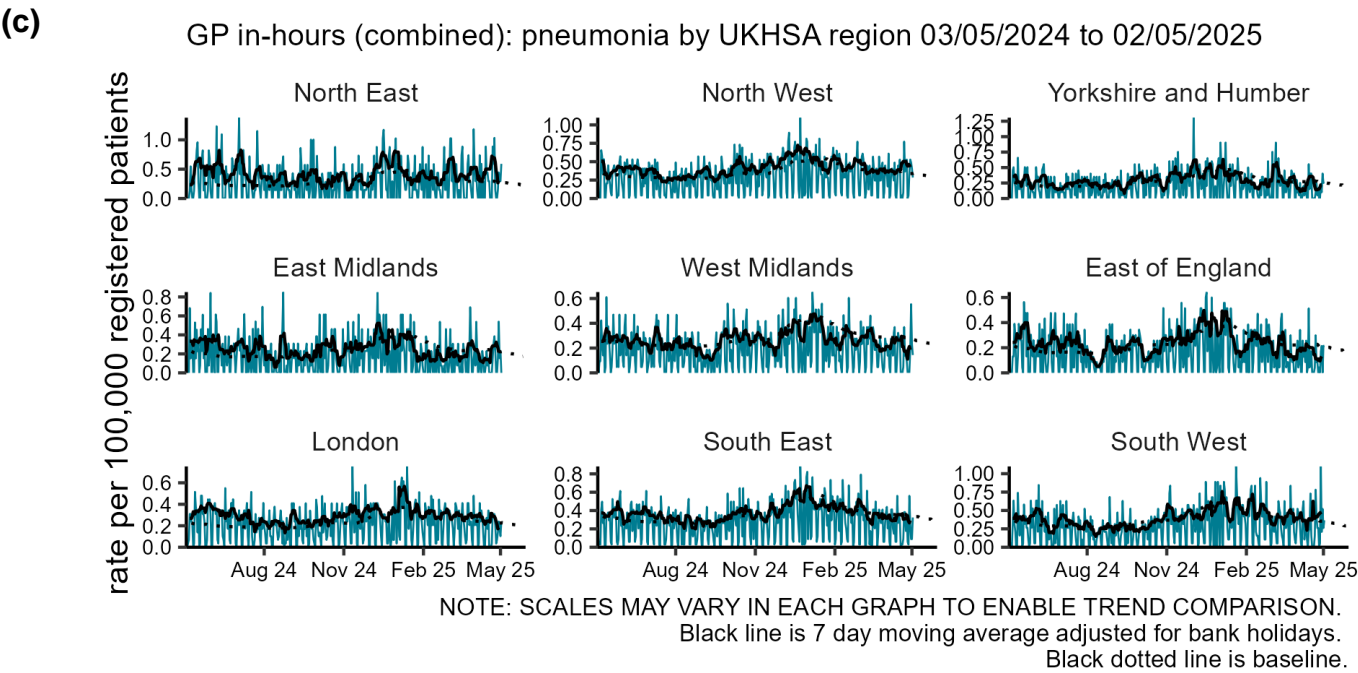 (c)
GP in-hours (combined): pneumonia by UKHSA region 03/05/2024 to 02/05/2025
rate per 100,000 registered patients
North East
1.0
0.5
0.0
North West
1.00
0.75
0.50
0.25
0.00
Yorkshire and Humber
1.25
1.00
0.75
0.50
0.25
0.00
East Midlands
0.8
0.6
0.4
0.2
0.0
West Midlands
0.6
0.4
0.2
0.0
East of England
0.6
0.4
0.2
0.0
London
0.6
0.4
0.2
0.0
Aug 24 Nov 24 Feb 25 May 25
South East
0.8
0.6
0.4
0.2
0.0
Aug 24 Nov 24 Feb 25 May 25
South West
1.00
0.75
0.50
0.25
0.00
Aug 24 Nov 24 Feb 25 May 25
NOTE: SCALES MAY VARY IN EACH GRAPH TO ENABLE TREND COMPARISON.
Black line is 7 day moving average adjusted for bank holidays.
Black dotted line is baseline.